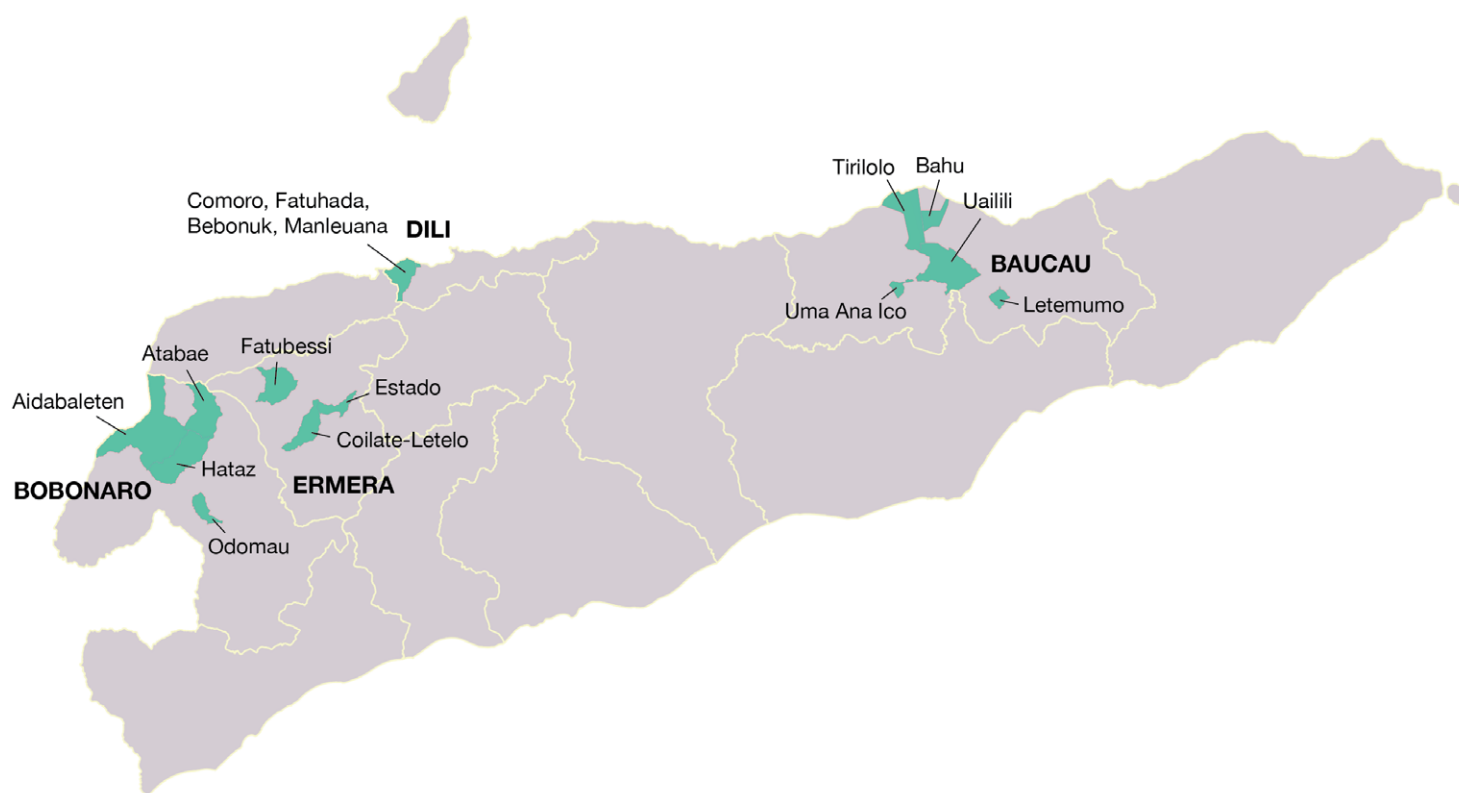 Tirilolo
Bahu
Uailili
Comoro, Fatuhada,
Bebonuk, Manleuana
DILI
BAUCAU
Uma Ana Ico
Letemumo
Fatubessi
Atabae
Estado
Aidabaleten
Coilate-Letelo
Hataz
BOBONARO
ERMERA
Odomau